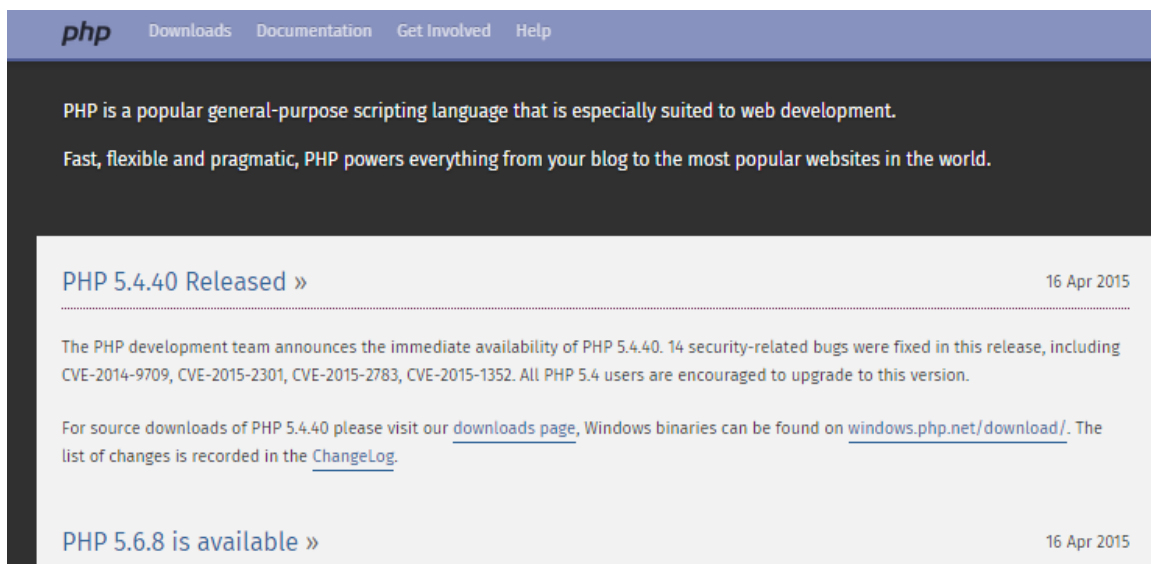 php Downloads Documentation Get Involved Help
PHP is a popular general-purpose scripting language that is especially suited to web development.
Fast, flexible and pragmatic, PHP powers everything from your blog to the most popular websites in the world.
PHP 5.4.40 Released » 16 Apr 2015
The PHP development team announces the immediate availability of PHP 5.4.40. 14 security-related bugs were fixed in this release, including
CVE-2014-9709, CVE-2015-2301, CVE-2015-2783, CVE-2015-1352. All PHP 5.4 users are encouraged to upgrade to this version.
For source downloads of PHP 5.4.40 please visit our downloads page, Windows binaries can be found on windows.php.net/download/. The
list of changes is recorded in the ChangeLog.
PHP 5.6.8 is available » 16 Apr 2015